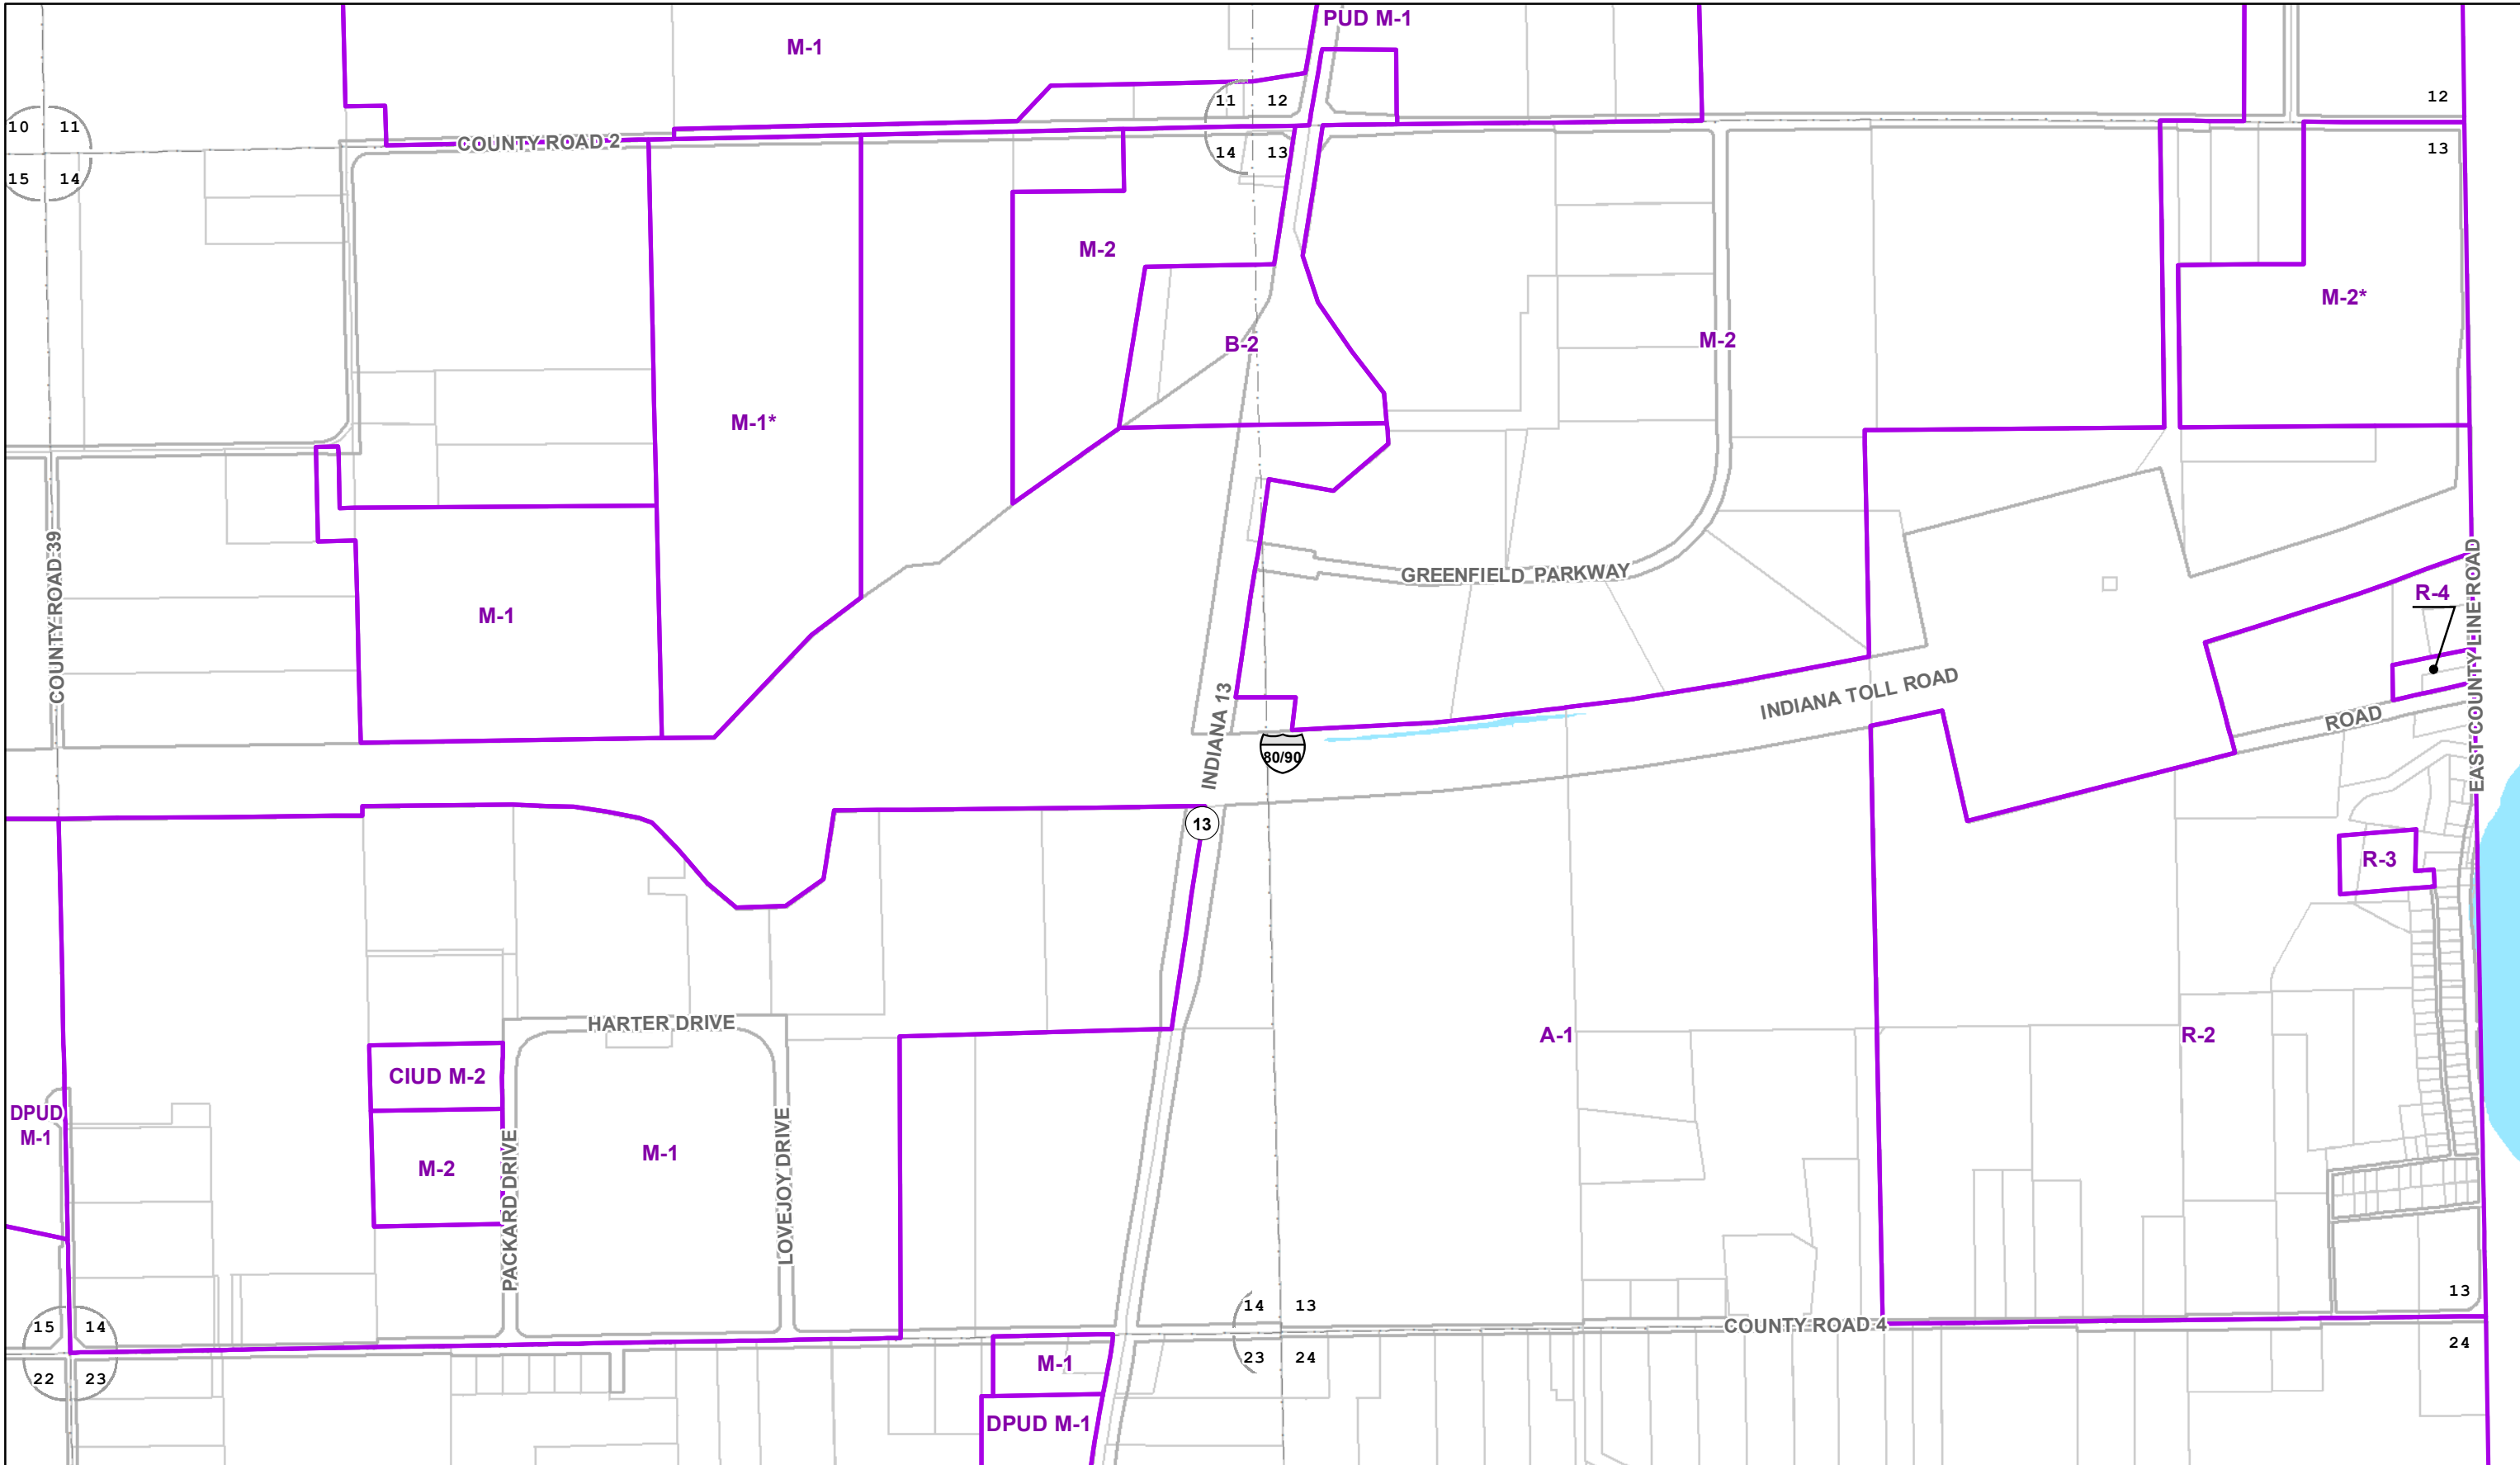 PUD M-1
M-1
12
11 12
10 11
COUNTY ROAD 2
14 13
13
15 14
M-2
M-2*
B-2
M-2
M-1*
COUNTY ROAD 39
EAST COUNTY LINE ROAD
GREENFIELD PARKWAY
R-4
M-1
INDIANA TOLL ROAD
ROAD
INDIANA 13
80/90
13
R-3
HARTER DRIVE
A-1
R-2
CIUD M-2
DPUD
M-1
M-2
M-1
PACKARD DRIVE
LOVEJOY DRIVE
13
14 13
15 14
COUNTY ROAD 4
24
23 24
M-1
22 23
DPUD M-1